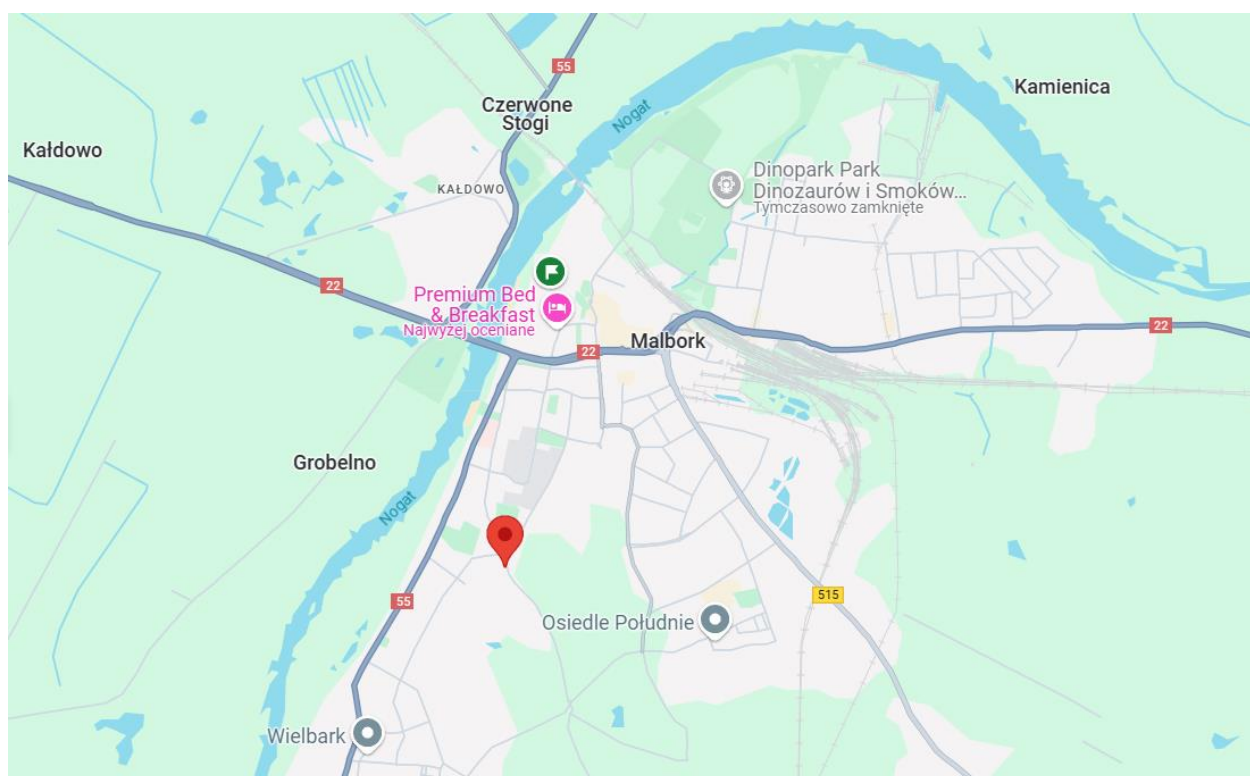 55
Kamienica
Czerwone
Stogi
Nogat
Kałdowo
Dinopark Park
Dinozaurów i Smoków...
Tymczasowo zamknięte
KAŁDOWO
22
Premium Bed
& Breakfast
Najwyżej oceniane
22
Malbork
22
Grobelno
Nogat
55
515
Osiedle Południe
Wielbark